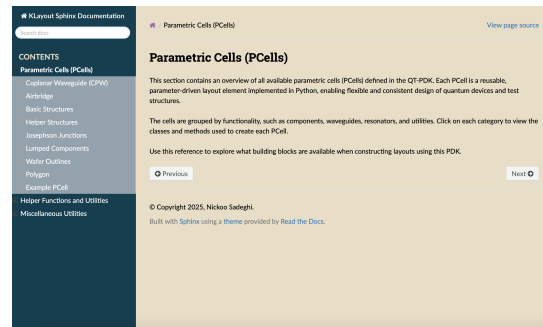 KLayout Sphinx Documentation
Search docs
CONTENTS
Parametric Cells (PCells)
Coplanar Waveguide (CPW)
Airbridge
Basic Structures
Helper Structures
Josephson Junctions
Lumped Components
Wafer Outlines
Polygon
Example PCell
Helper Functions and Utilities
Miscellaneous Utilities
/ Parametric Cells (PCells)
View page source
Parametric Cells (PCells)
This section contains an overview of all available parametric cells (PCells) defined in the QT-PDK. Each PCell is a reusable,
parameter-driven layout element implemented in Python, enabling flexible and consistent design of quantum devices and test
structures.
The cells are grouped by functionality, such as components, waveguides, resonators, and utilities. Click on each category to view the
classes and methods used to create each PCell.
Use this reference to explore what building blocks are available when constructing layouts using this PDK.
Previous
Next
© Copyright 2025, Nickoo Sadeghi.
Built with Sphinx using a theme provided by Read the Docs.